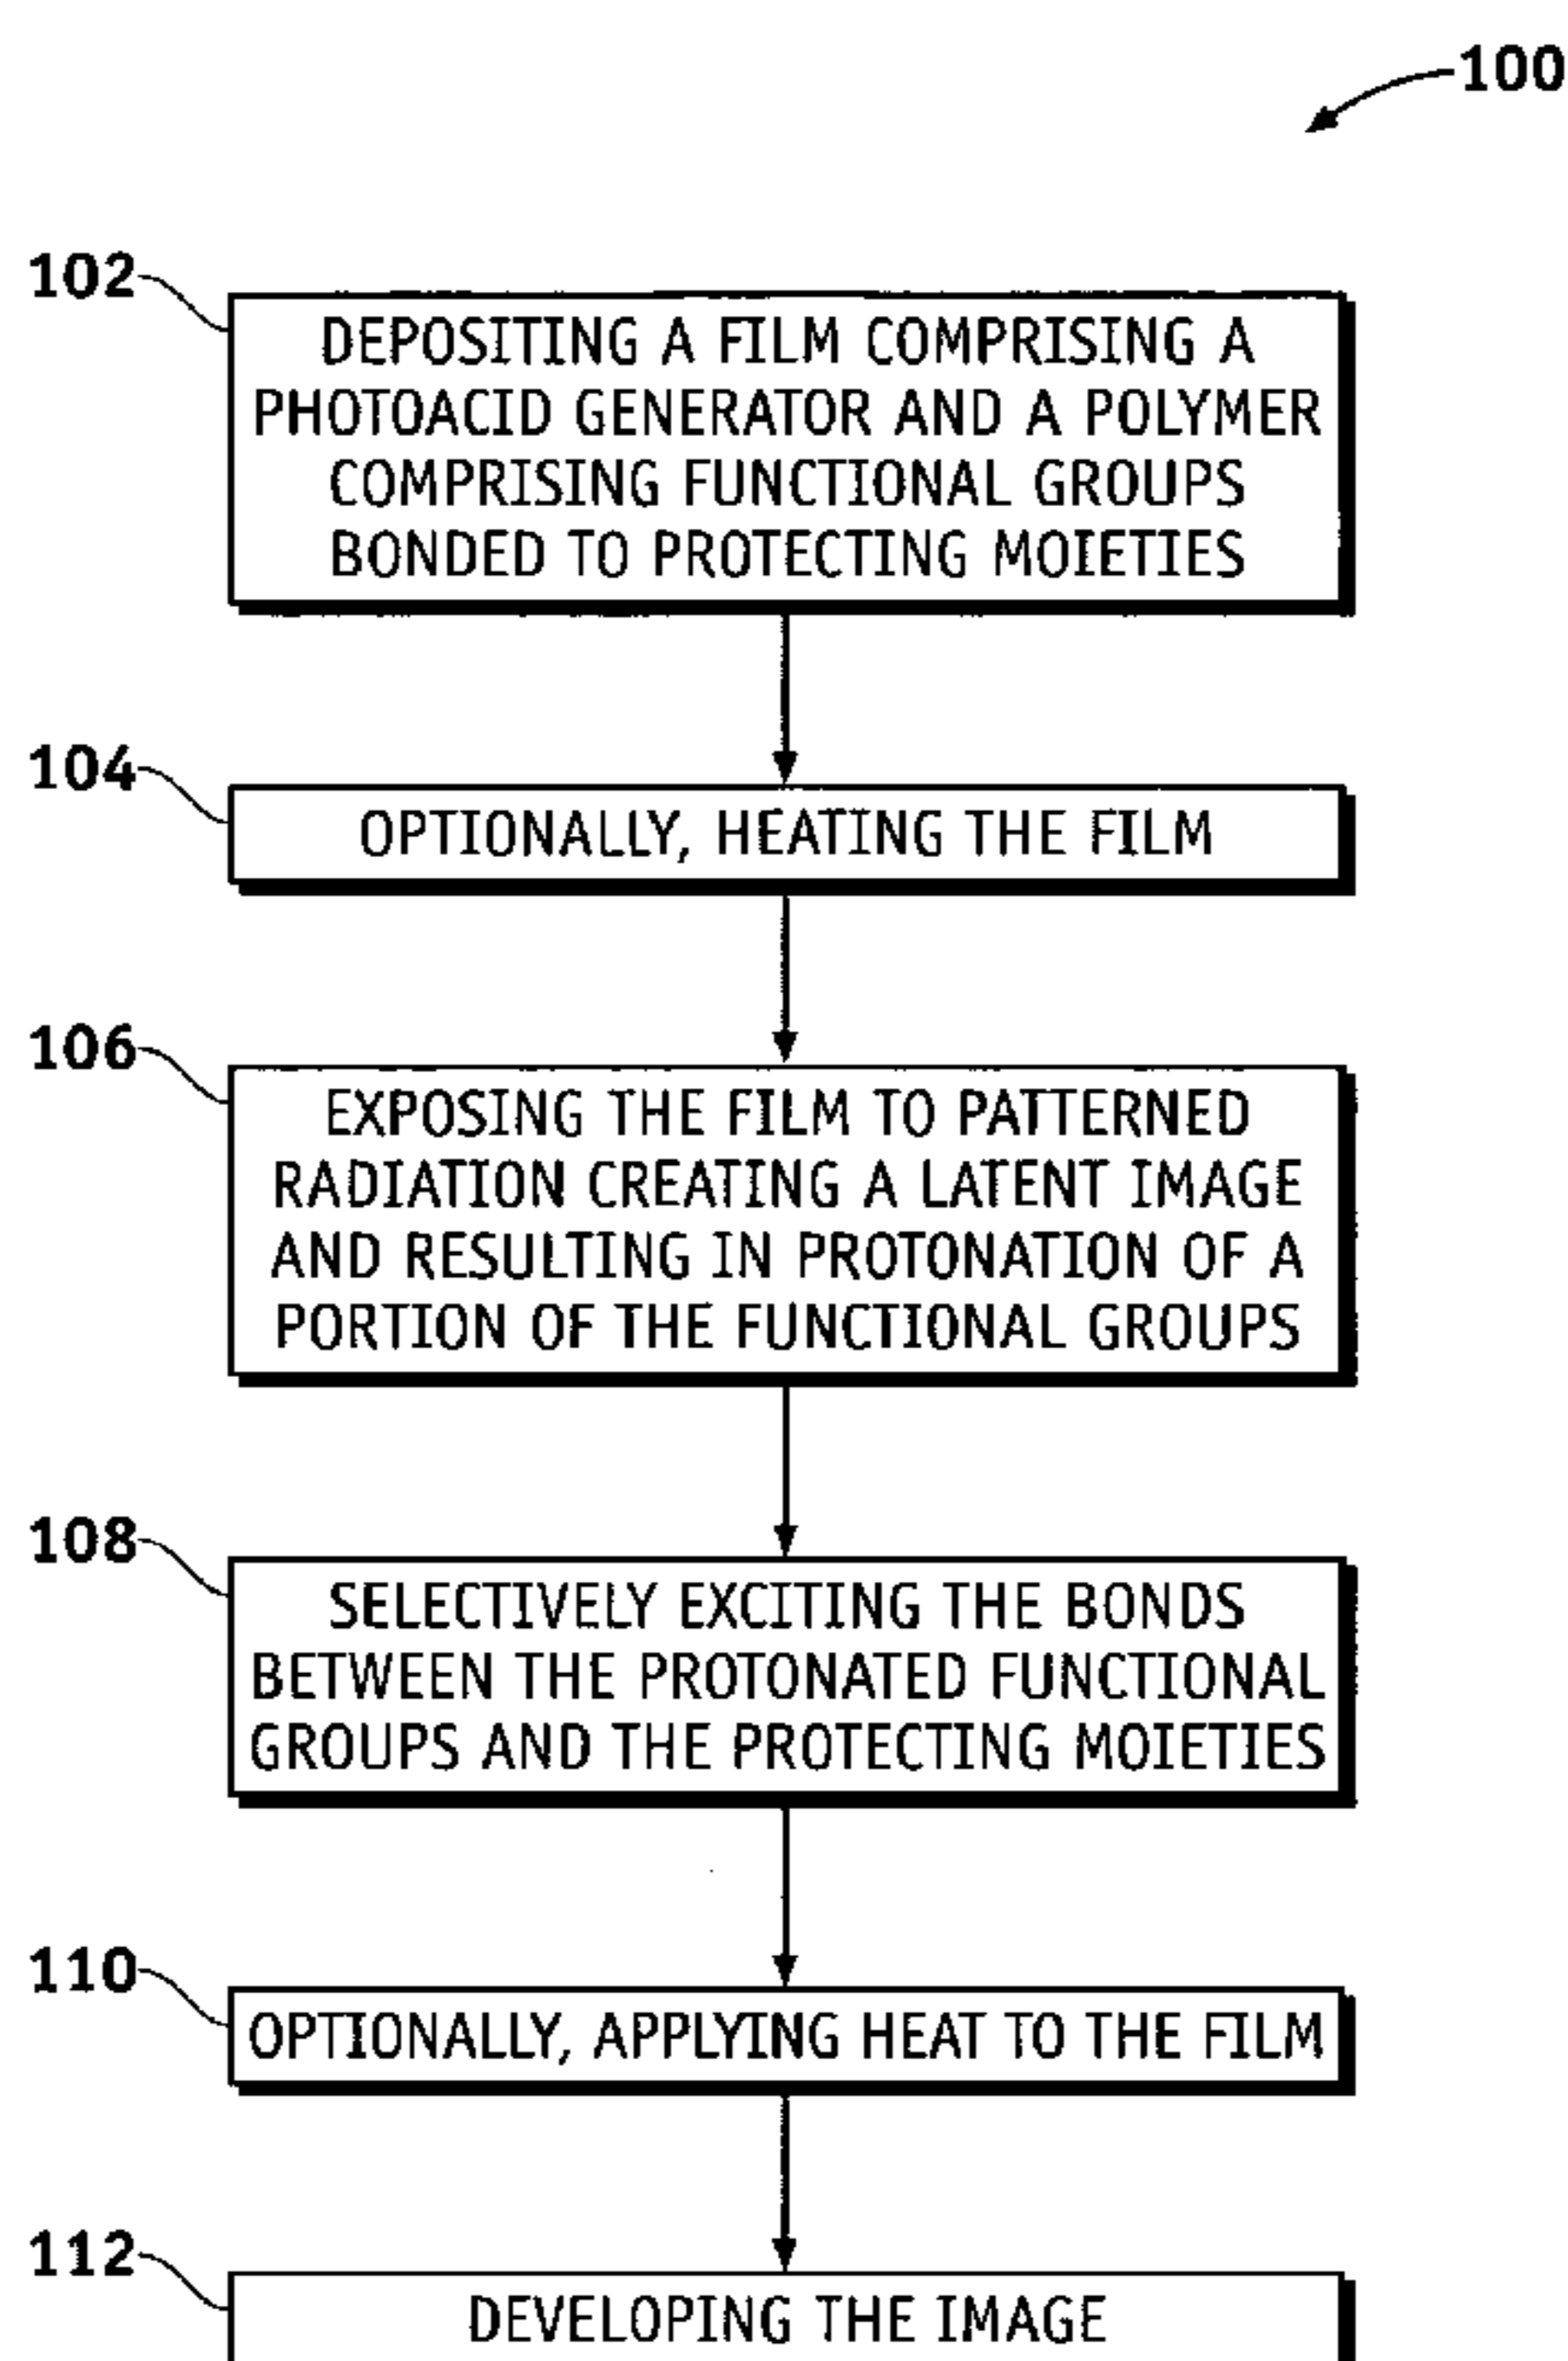 100
102
DEPOSITING A FILM COMPRISING A
PHOTOACID GENERATOR AND A POLYMER
COMPRISING FUNCTIONAL GROUPS
BONDED TO PROTECTING MOIETIES
104
OPTIONALLY, HEATING THE FILM
106
EXPOSING THE FILM TO PATTERNED
RADIATION CREATING A LATENT IMAGE
AND RESULTING IN PROTONATION OF A
PORTION OF THE FUNCTIONAL GROUPS
108
SELECTIVELY EXCITING THE BONDS
BETWEEN THE PROTONATED FUNCTIONAL
GROUPS AND THE PROTECTING MOIETIES
110
OPTIONALLY, APPLYING HEAT TO THE FILM
112
DEVELOPING THE IMAGE